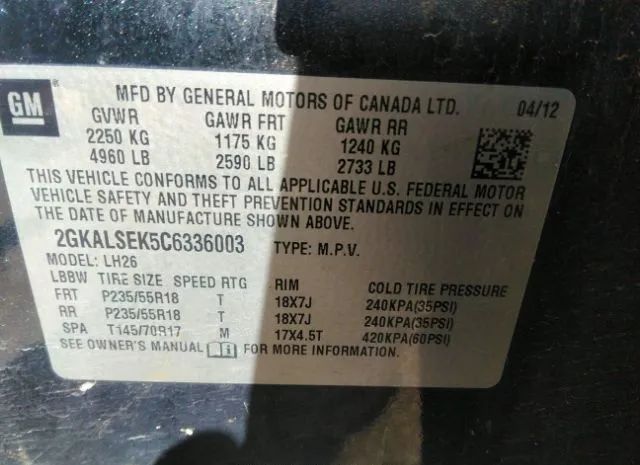 GM
MFD BY GENERAL MOTORS OF CANADA LTD. 04/12
GVWR GAWR FRT GAWR RR
2250 KG 1175 KG 1240 KG
4960 LB 2590 LB 2733 LB
THIS VEHICLE CONFORMS TO ALL APPLICABLE U.S. FEDERAL MOTOR
VEHICLE SAFETY AND THEFT PREVENTION STANDARDS IN EFFECT ON
THE DATE OF MANUFACTURE SHOWN ABOVE.
2GKALSEK5C6336003 TYPE: M.P.V.
MODEL: LH26
LBBW TIRE SIZE SPEED RTG RIM COLD TIRE PRESSURE
FRT P235/55R18 T 18X7J 240KPA(35PSI)
RR P235/55R18 T 18X7J 240KPA(35PSI)
SPA T145/70R17 M 17X4.5T 420KPA(60PSI)
SEE OWNER'S MANUAL FOR MORE INFORMATION.